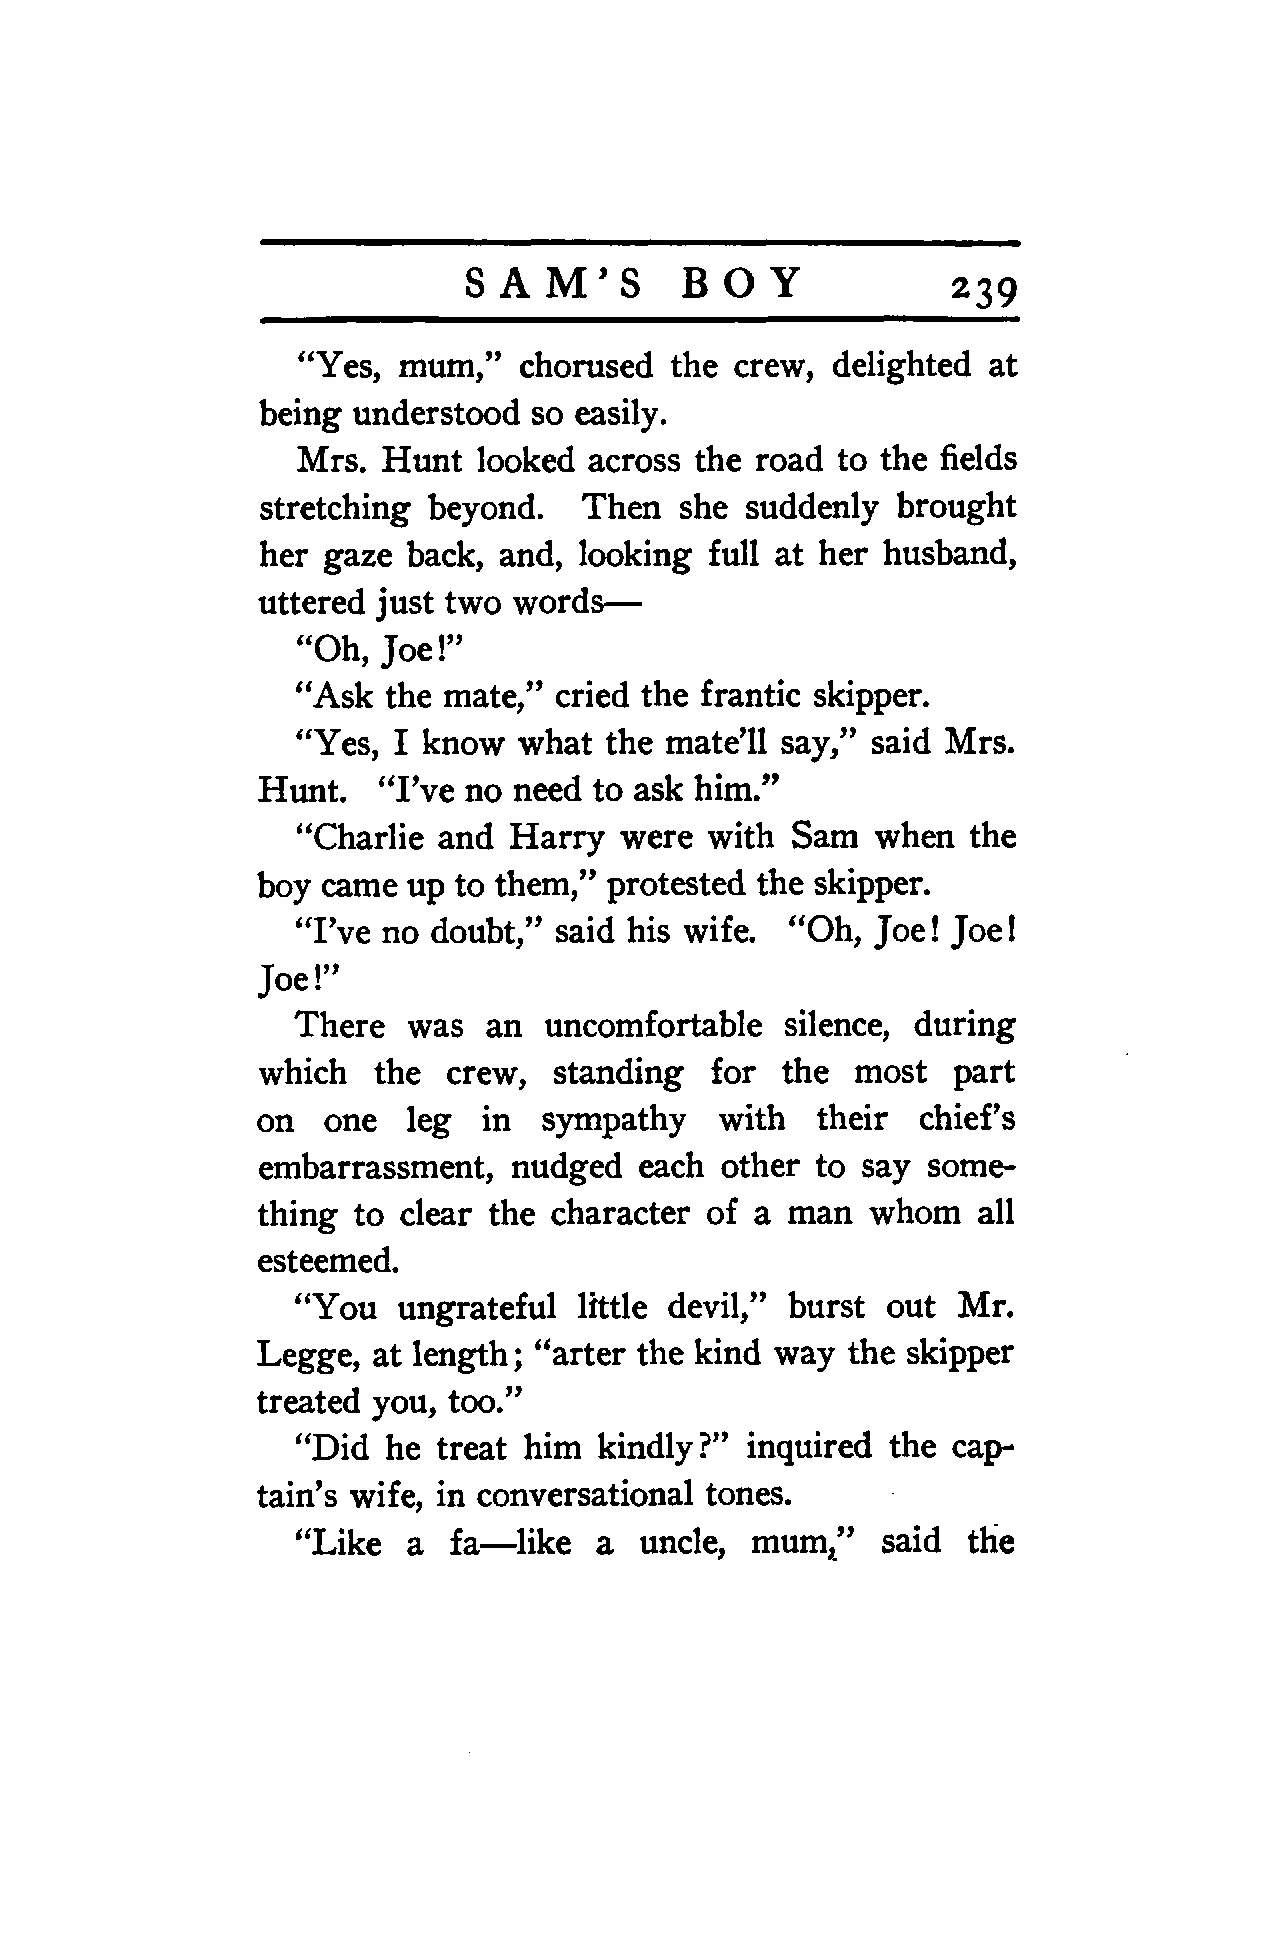 SAM'S BOY 239
“Yes, mum,” chorused the crew, delighted at
being understood so easily.
Mrs. Hunt looked across the road to the fields
stretching beyond. Then she suddenly brought
her gaze back, and, looking full at her husband,
uttered just two words—
“Oh, Joe!”
“Ask the mate,” cried the frantic skipper.
“Yes, I know what the mate'll say,” said Mrs.
Hunt. “I've no need to ask him.”
“Charlie and Harry were with Sam when the
boy came up to them,” protested the skipper.
“I've no doubt,” said his wife. “Oh, Joe! Joe!
Joe!”
There was an uncomfortable silence, during
which the crew, standing for the most part
on one leg in sympathy with their chief's
embarrassment, nudged each other to say some-
thing to clear the character of a man whom all
esteemed.
“You ungrateful little devil,” burst out Mr.
Legge, at length; “arter the kind way the skipper
treated you, too.”
“Did he treat him kindly?” inquired the cap-
tain's wife, in conversational tones.
“Like a fa—like a uncle, mum,” said the